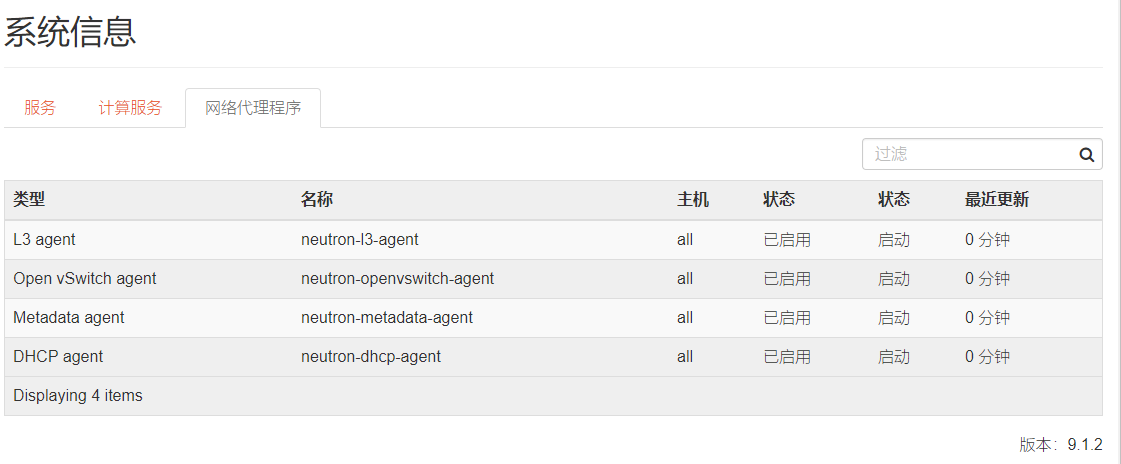 系统信息
服务 计算服务 网络代理程序
过滤
类型 名称 主机 状态 状态 最近更新
L3 agent neutron-l3-agent all 已启用 启动 0 分钟
Open vSwitch agent neutron-openvswitch-agent all 已启用 启动 0 分钟
Metadata agent neutron-metadata-agent all 已启用 启动 0 分钟
DHCP agent neutron-dhcp-agent all 已启用 启动 0 分钟
Displaying 4 items
版本：9.1.2